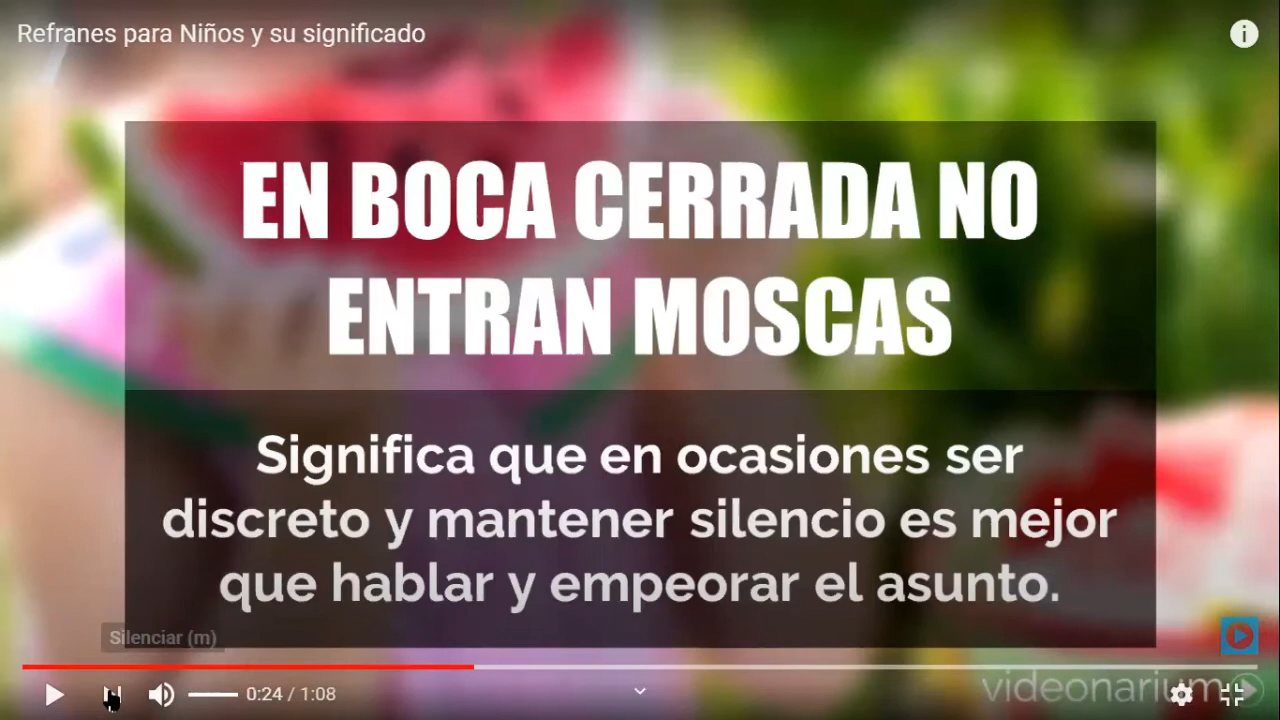 Refranes para Niños y su significado
EN BOCA CERRADA NO
ENTRAN MOSCAS
Significa que en ocasiones ser
discreto y mantener silencio es mejor
que hablar y empeorar el asunto.
Silenciar (m)
0:24 / 1:08
videonarium